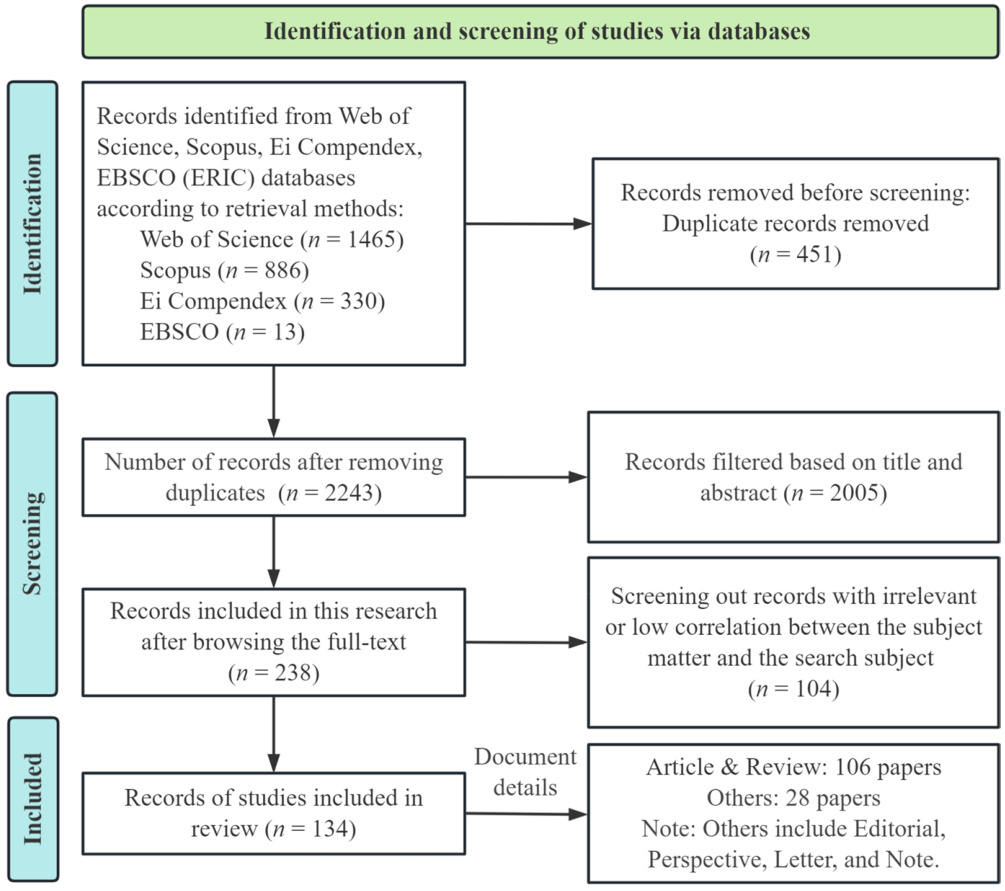 Identification and screening of studies via databases
Identification
Records identified from Web of
Science, Scopus, Ei Compendex,
EBSCO (ERIC) databases
according to retrieval methods:
Web of Science (n = 1465)
Scopus (n = 886)
Ei Compendex (n = 330)
EBSCO (n = 13)
Records removed before screening:
Duplicate records removed
(n = 451)
Screening
Number of records after removing
duplicates (n = 2243)
Records filtered based on title and
abstract (n = 2005)
Records included in this research
after browsing the full-text
(n = 238)
Screening out records with irrelevant
or low correlation between the subject
matter and the search subject
(n = 104)
Included
Records of studies included in
review (n = 134)
Document
details
Article & Review: 106 papers
Others: 28 papers
Note: Others include Editorial,
Perspective, Letter, and Note.